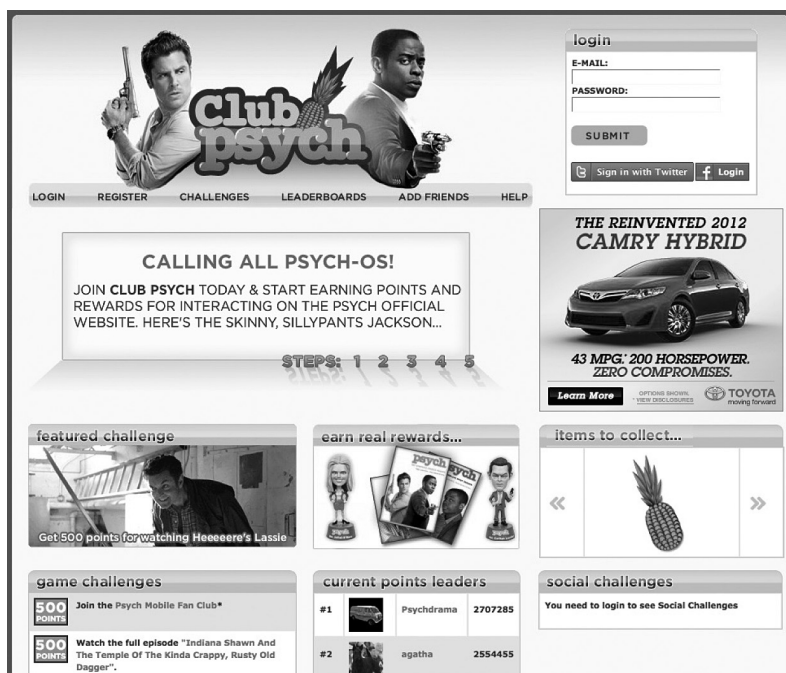 Club
psych
LOGIN REGISTER CHALLENGES LEADERBOARDS ADD FRIENDS HELP
login
E-MAIL:
PASSWORD:
SUBMIT
Sign in with Twitter
f Login
CALLING ALL PSYCH-OS!
JOIN CLUB PSYCH TODAY & START EARNING POINTS AND
REWARDS FOR INTERACTING ON THE PSYCH OFFICIAL
WEBSITE. HERE'S THE SKINNY, SILLYPANTS JACKSON...
STEPS: 1 2 3 4 5
THE REINVENTED 2012
CAMRY HYBRID
43 MPG.* 200 HORSEPOWER.
ZERO COMPROMISES.
Learn More
OPTIONS SHOWN.
* VIEW DISCLOSURES
TOYOTA
moving forward
featured challenge
Get 500 points for watching Heeeeere's Lassie
earn real rewards...
psych
psych
items to collect...
« »
game challenges
500
POINTS
Join the Psych Mobile Fan Club*
500
POINTS
Watch the full episode "Indiana Shawn And
The Temple Of The Kinda Crappy, Rusty Old
Dagger".
current points leaders
#1 Psychdrama 2707285
#2 agatha 2554455
social challenges
You need to login to see Social Challenges